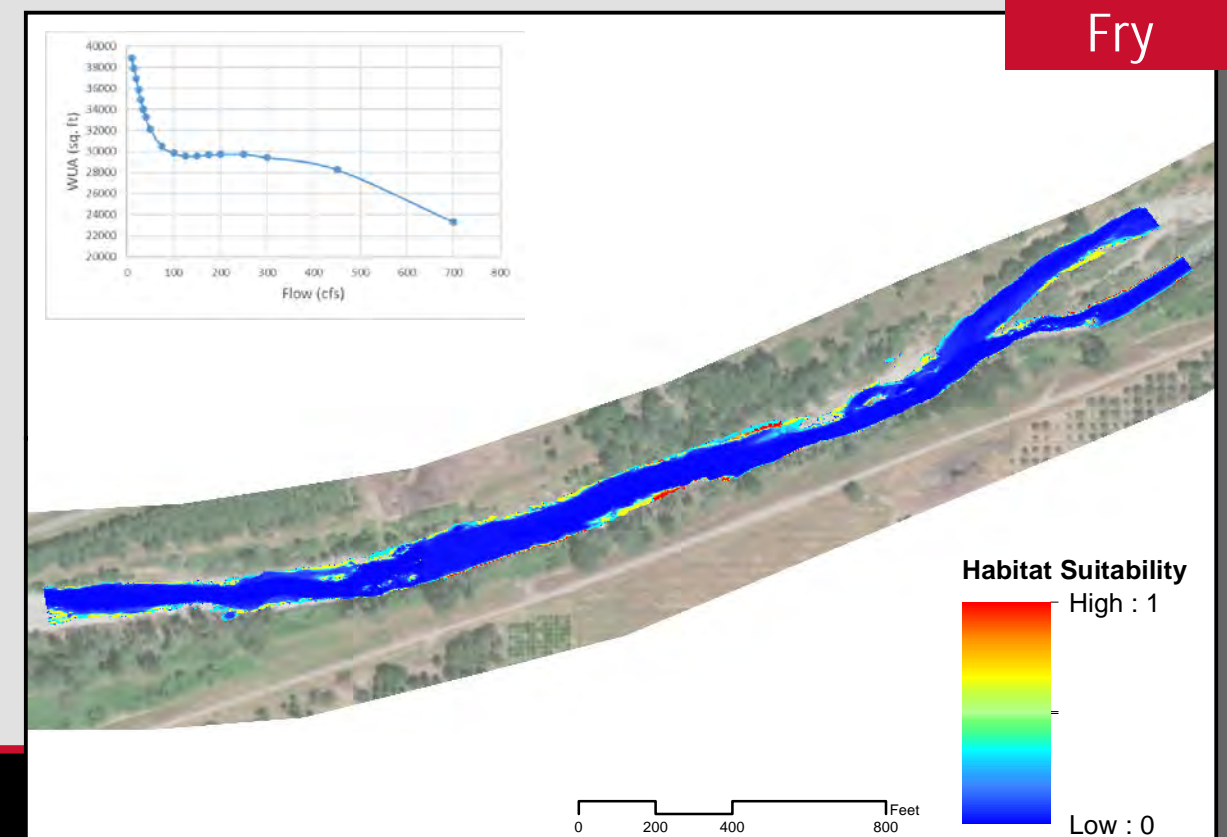 Fry
40000
38000
36000
34000
32000
30000
28000
26000
24000
22000
20000
WUA (sq. ft)
0 100 200 300 400 500 600 700 800
Flow (cfs)
Habitat Suitability
High : 1
Low : 0
Feet
0 200 400 800